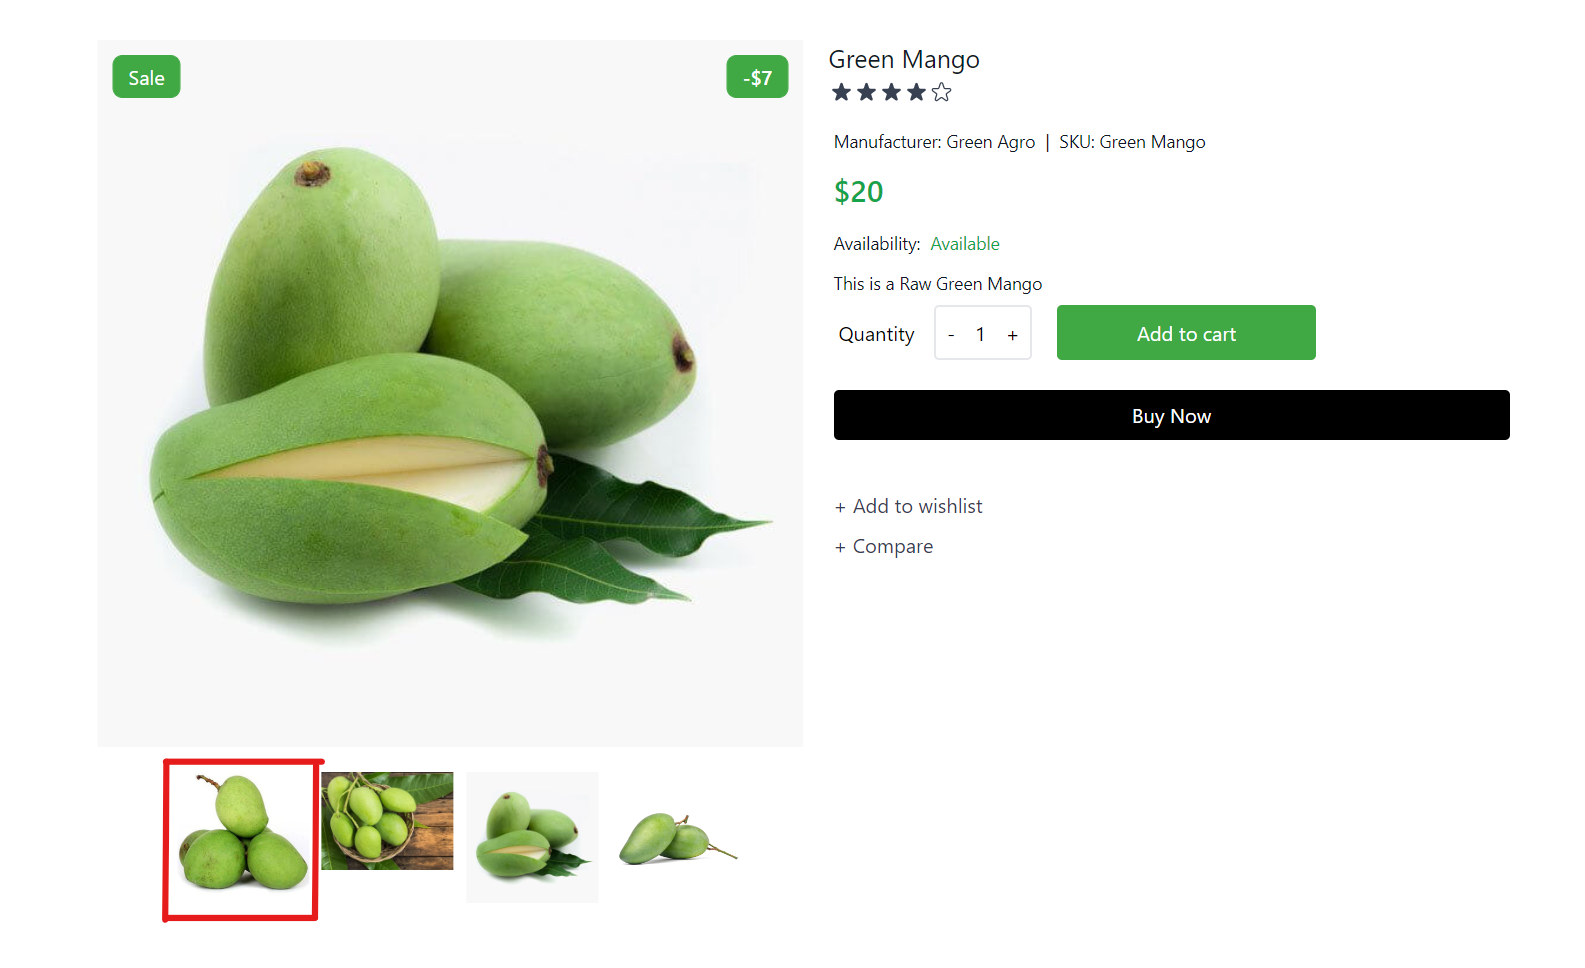 Sale
-$7
Green Mango
Manufacturer: Green Agro | SKU: Green Mango
$20
Availability: Available
This is a Raw Green Mango
Quantity - 1 + Add to cart
Buy Now
+ Add to wishlist
+ Compare